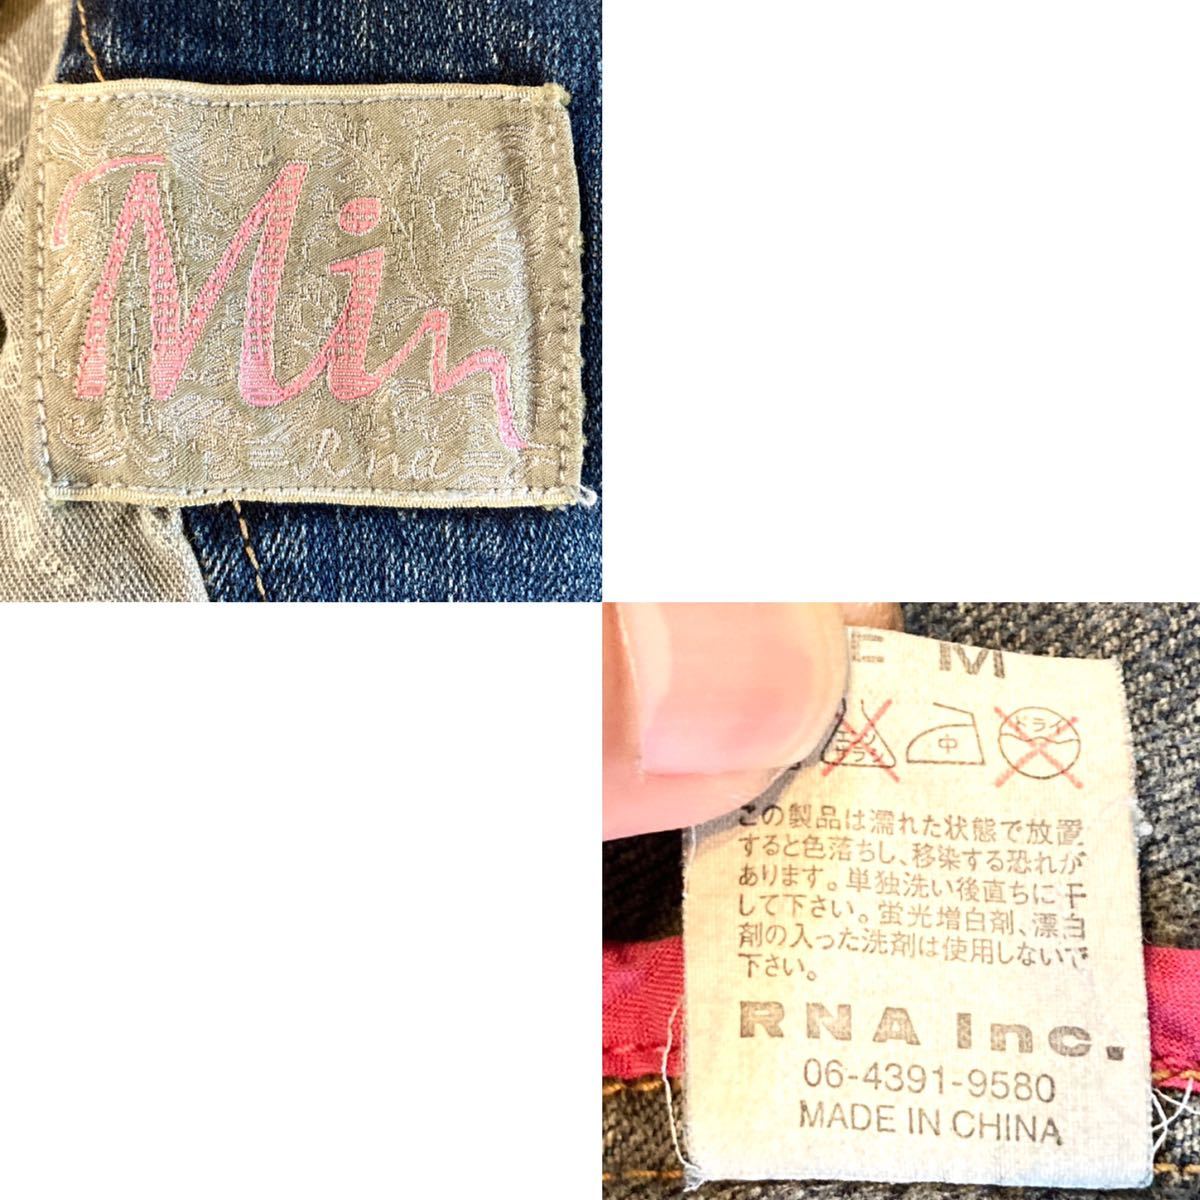 Min
Rna
E M
中
ドライ
この製品は濡れた状態で放置
すると色落ちし、移染する恐れが
あります。単独洗い後直ちに干
して下さい。蛍光増白剤、漂白
剤の入った洗剤は使用しないで
下さい。
RNA Inc.
06-4391-9580
MADE IN CHINA